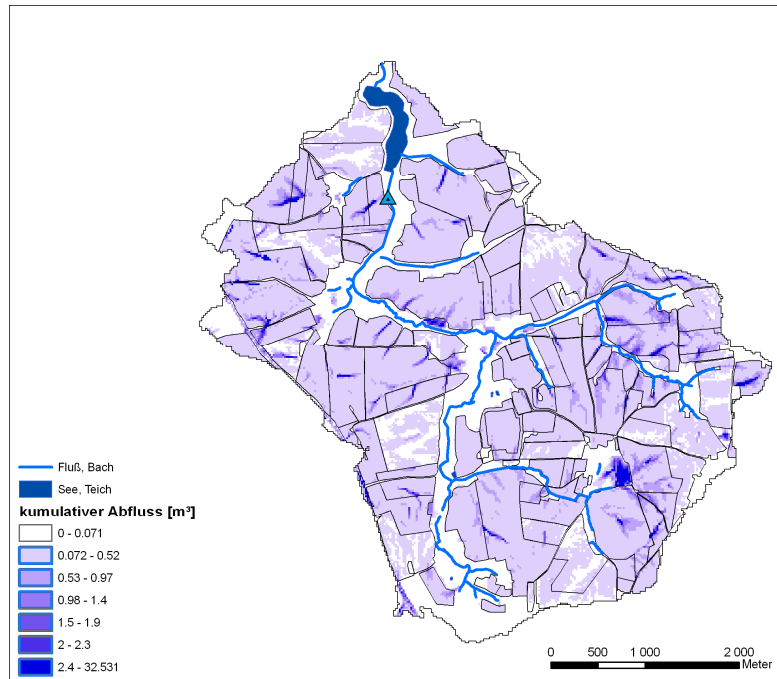 Fluß, Bach
See, Teich
kumulativer Abfluss [m³]
0 - 0.071
0.072 - 0.52
0.53 - 0.97
0.98 - 1.4
1.5 - 1.9
2 - 2.3
2.4 - 32.531
0 500 1 000 2 000
Meter